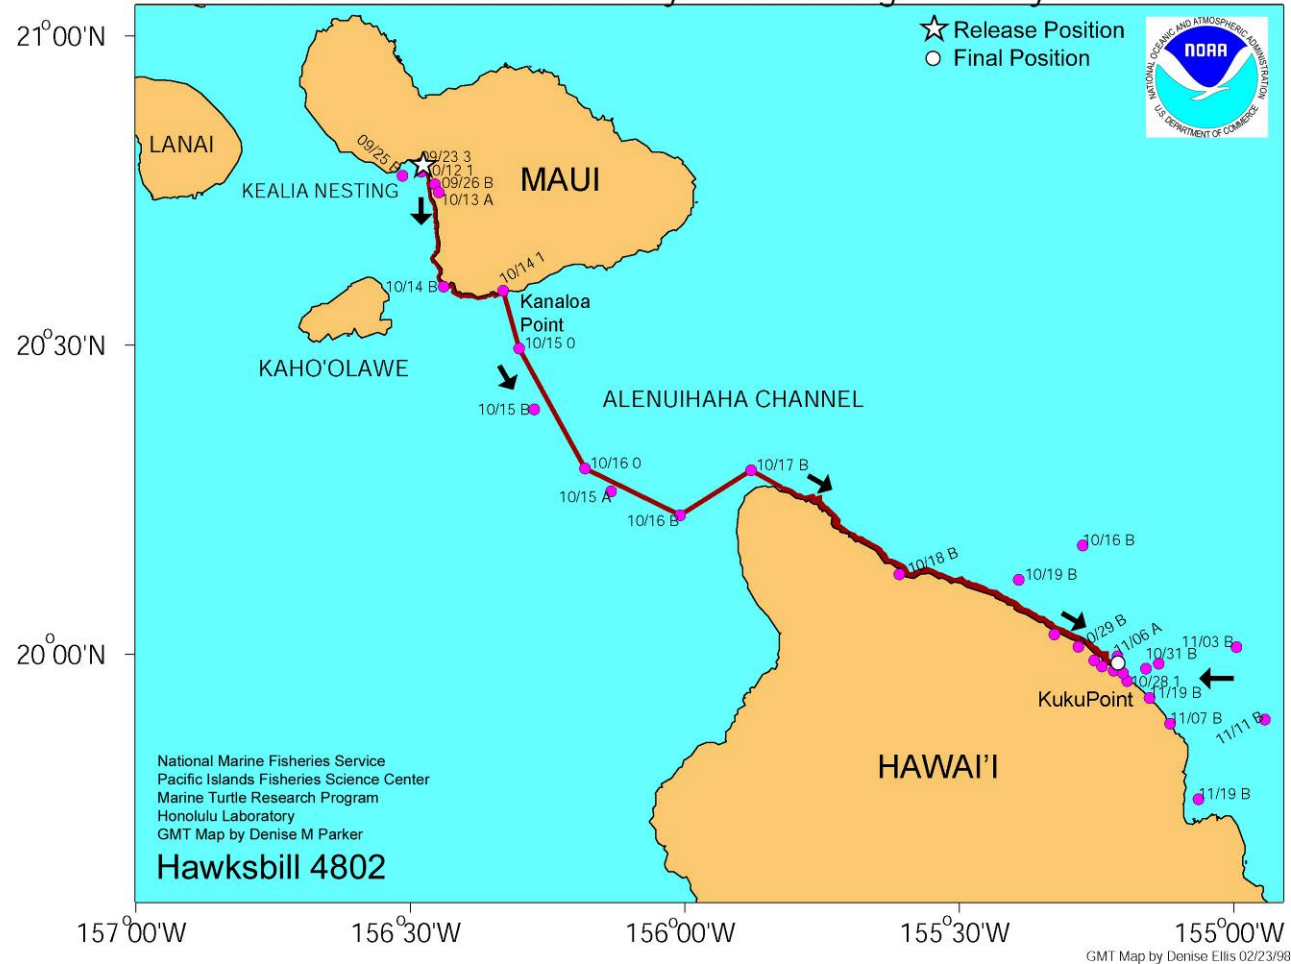 21°00'N
Release Position
Final Position
NATIONAL OCEANIC AND ATMOSPHERIC ADMINISTRATION
NOAA
U.S. DEPARTMENT OF COMMERCE
LANAI
MAUI
09/25 B
09/23 3
10/12 1
09/26 B
10/13 A
KEALIA NESTING
10/14 B
10/14 1
Kanaloa
Point
20°30'N
10/15 0
KAHO'OLAWE
ALENUIHAHA CHANNEL
10/15 B
10/16 0
10/17 B
10/15 A
10/16 B
10/16 B
10/18 B
10/19 B
0/29 B
11/06 A
11/03 B
20°00'N
10/31 B
10/28 1
KukuPoint
11/19 B
11/07 B
11/11 B
HAWAI'I
11/19 B
National Marine Fisheries Service
Pacific Islands Fisheries Science Center
Marine Turtle Research Program
Honolulu Laboratory
GMT Map by Denise M Parker
Hawksbill 4802
157°00'W
156°30'W
156°00'W
155°30'W
155°00'W
GMT Map by Denise Ellis 02/23/98